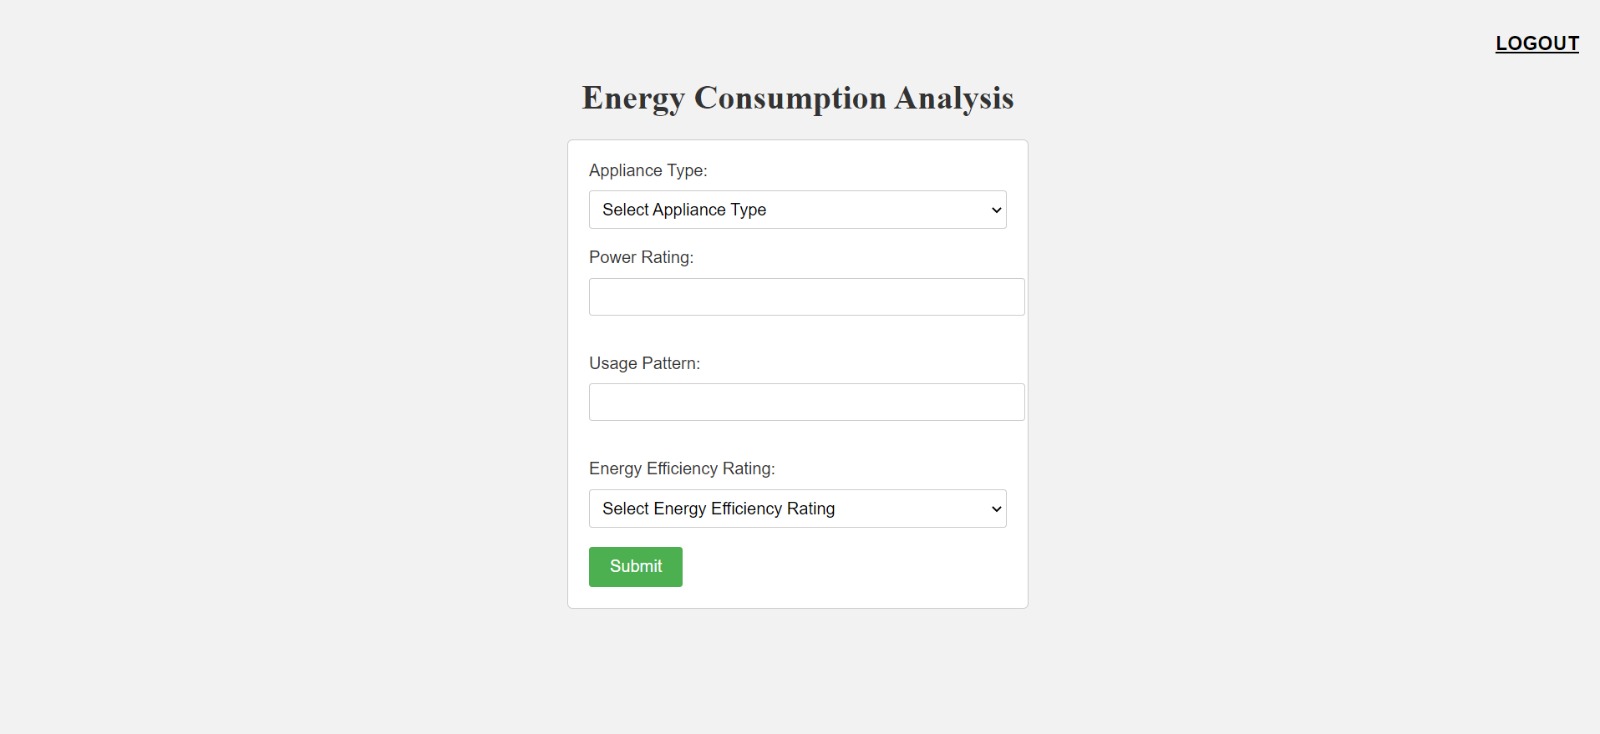 LOGOUT
Energy Consumption Analysis
Appliance Type:
Select Appliance Type
Power Rating:
Usage Pattern:
Energy Efficiency Rating:
Select Energy Efficiency Rating
Submit